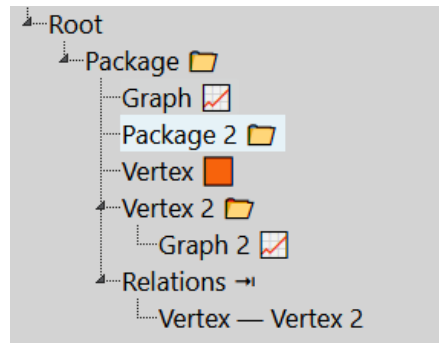 Root
Package
Graph
Package 2
Vertex
Vertex 2
Graph 2
Relations
Vertex — Vertex 2